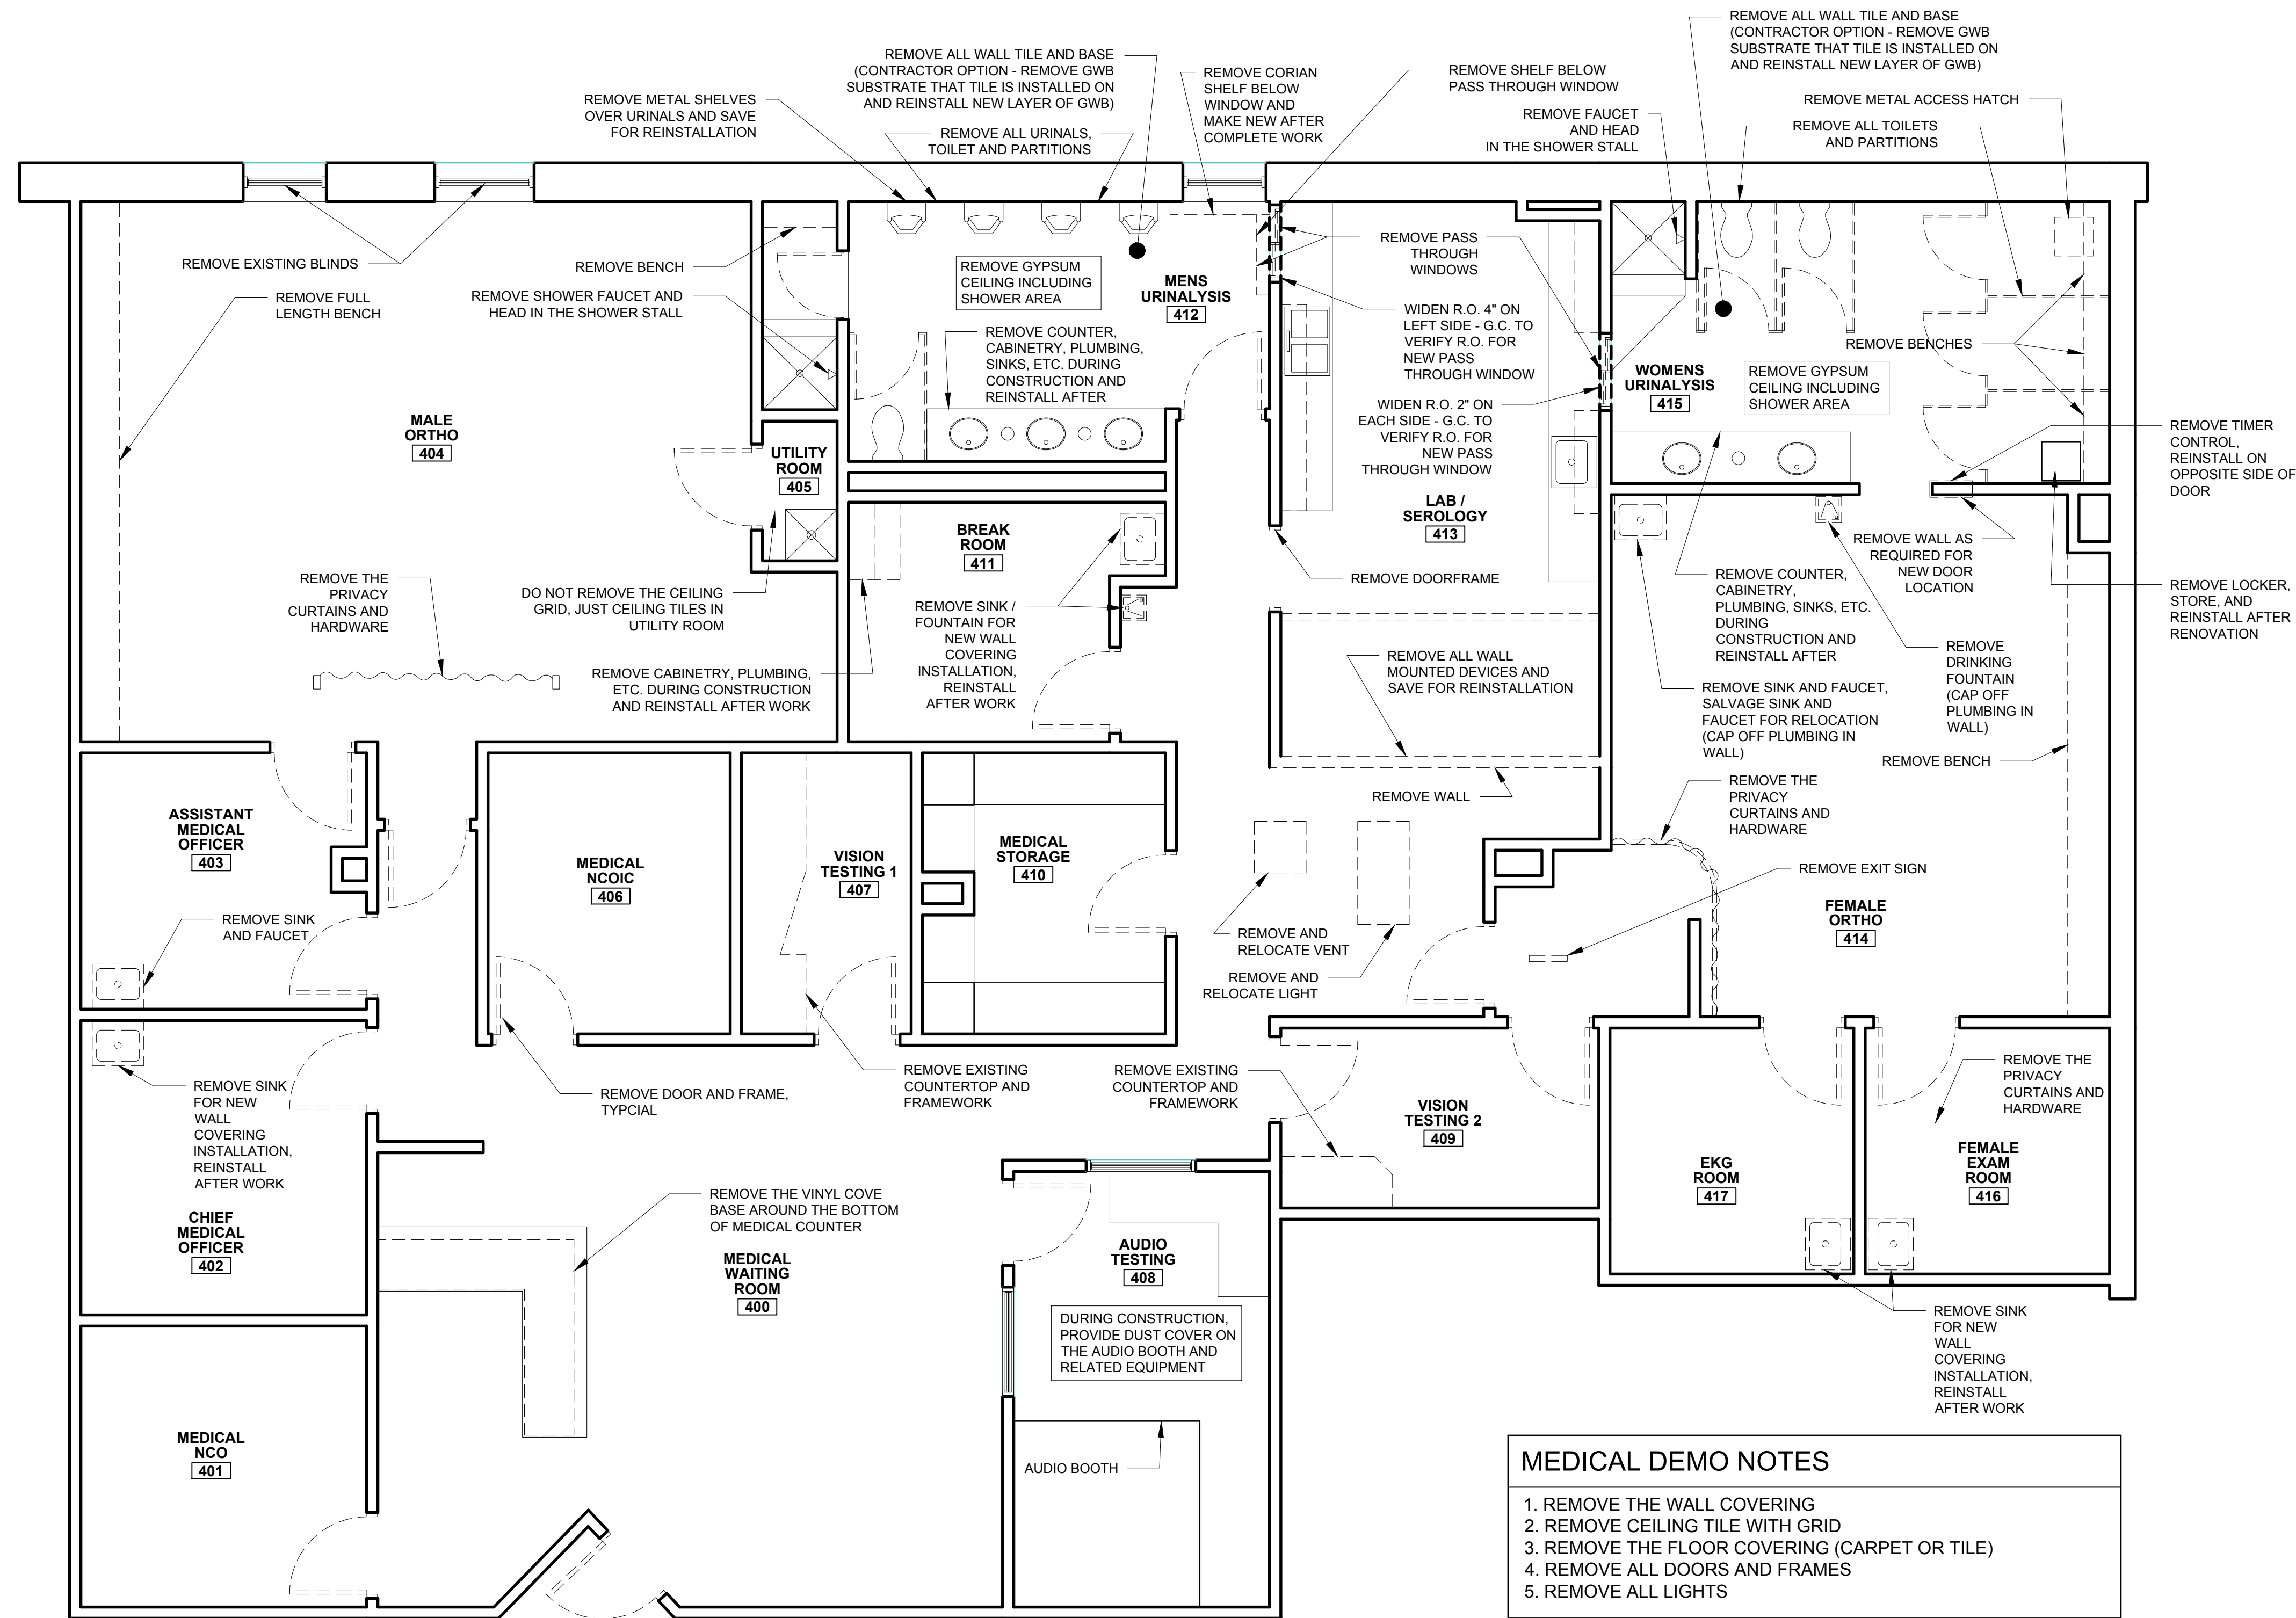 REMOVE ALL WALL TILE AND BASE
(CONTRACTOR OPTION - REMOVE GWB
SUBSTRATE THAT TILE IS INSTALLED ON
AND REINSTALL NEW LAYER OF GWB)
REMOVE ALL WALL TILE AND BASE
(CONTRACTOR OPTION - REMOVE GWB
SUBSTRATE THAT TILE IS INSTALLED ON
AND REINSTALL NEW LAYER OF GWB)
REMOVE CORIAN
SHELF BELOW
WINDOW AND
MAKE NEW AFTER
COMPLETE WORK
REMOVE SHELF BELOW
PASS THROUGH WINDOW
REMOVE METAL SHELVES
OVER URINALS AND SAVE
FOR REINSTALLATION
REMOVE ALL URINALS,
TOILET AND PARTITIONS
REMOVE FAUCET
AND HEAD
IN THE SHOWER STALL
REMOVE METAL ACCESS HATCH
REMOVE ALL TOILETS
AND PARTITIONS
REMOVE EXISTING BLINDS
REMOVE FULL
LENGTH BENCH
REMOVE BENCH
REMOVE SHOWER FAUCET AND
HEAD IN THE SHOWER STALL
REMOVE GYPSUM
CEILING INCLUDING
SHOWER AREA
MENS
URINALYSIS
412
REMOVE COUNTER,
CABINETRY, PLUMBING,
SINKS, ETC. DURING
CONSTRUCTION AND
REINSTALL AFTER
REMOVE PASS
THROUGH
WINDOWS
WIDEN R.O. 4" ON
LEFT SIDE - G.C. TO
VERIFY R.O. FOR
NEW PASS
THROUGH WINDOW
WIDEN R.O. 2" ON
EACH SIDE - G.C. TO
VERIFY R.O. FOR
NEW PASS
THROUGH WINDOW
REMOVE BENCHES
WOMENS
URINALYSIS
415
REMOVE GYPSUM
CEILING INCLUDING
SHOWER AREA
REMOVE TIMER
CONTROL,
REINSTALL ON
OPPOSITE SIDE OF
DOOR
MALE
ORTHO
404
UTILITY
ROOM
405
LAB /
SEROLOGY
413
BREAK
ROOM
411
REMOVE THE
PRIVACY
CURTAINS AND
HARDWARE
DO NOT REMOVE THE CEILING
GRID, JUST CEILING TILES IN
UTILITY ROOM
REMOVE SINK /
FOUNTAIN FOR
NEW WALL
COVERING
INSTALLATION,
REINSTALL
AFTER WORK
REMOVE DOORFRAME
REMOVE WALL AS
REQUIRED FOR
NEW DOOR
LOCATION
REMOVE COUNTER,
CABINETRY,
PLUMBING, SINKS, ETC.
DURING
CONSTRUCTION AND
REINSTALL AFTER
REMOVE LOCKER,
STORE, AND
REINSTALL AFTER
RENOVATION
REMOVE CABINETRY, PLUMBING,
ETC. DURING CONSTRUCTION
AND REINSTALL AFTER WORK
REMOVE ALL WALL
MOUNTED DEVICES AND
SAVE FOR REINSTALLATION
REMOVE
DRINKING
FOUNTAIN
(CAP OFF
PLUMBING IN
WALL)
REMOVE SINK AND FAUCET,
SALVAGE SINK AND
FAUCET FOR RELOCATION
(CAP OFF PLUMBING IN
WALL)
REMOVE BENCH
REMOVE WALL
REMOVE THE
PRIVACY
CURTAINS AND
HARDWARE
ASSISTANT
MEDICAL
OFFICER
403
MEDICAL
NCOIC
406
VISION
TESTING 1
407
MEDICAL
STORAGE
410
REMOVE EXIT SIGN
FEMALE
ORTHO
414
REMOVE SINK
AND FAUCET
REMOVE AND
RELOCATE VENT
REMOVE AND
RELOCATE LIGHT
REMOVE SINK
FOR NEW
WALL
COVERING
INSTALLATION,
REINSTALL
AFTER WORK
REMOVE DOOR AND FRAME,
TYPCIAL
REMOVE EXISTING
COUNTERTOP AND
FRAMEWORK
REMOVE EXISTING
COUNTERTOP AND
FRAMEWORK
VISION
TESTING 2
409
REMOVE THE
PRIVACY
CURTAINS AND
HARDWARE
EKG
ROOM
417
FEMALE
EXAM
ROOM
416
CHIEF
MEDICAL
OFFICER
402
REMOVE THE VINYL COVE
BASE AROUND THE BOTTOM
OF MEDICAL COUNTER
MEDICAL
WAITING
ROOM
400
AUDIO
TESTING
408
DURING CONSTRUCTION,
PROVIDE DUST COVER ON
THE AUDIO BOOTH AND
RELATED EQUIPMENT
REMOVE SINK
FOR NEW
WALL
COVERING
INSTALLATION,
REINSTALL
AFTER WORK
MEDICAL
NCO
401
AUDIO BOOTH
MEDICAL DEMO NOTES
1. REMOVE THE WALL COVERING
2. REMOVE CEILING TILE WITH GRID
3. REMOVE THE FLOOR COVERING (CARPET OR TILE)
4. REMOVE ALL DOORS AND FRAMES
5. REMOVE ALL LIGHTS